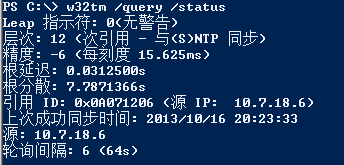 PS C:\> w32tm /query /status
Leap 指示符: 0(无警告)
层次: 12 (次引用 - 与(S)NTP 同步)
精度: -6 (每刻度 15.625ms)
根延迟: 0.0312500s
根分散: 7.7871366s
引用 ID: 0x0A071206 (源 IP:  10.7.18.6)
上次成功同步时间: 2013/10/16 20:23:33
源: 10.7.18.6
轮询间隔: 6 (64s)